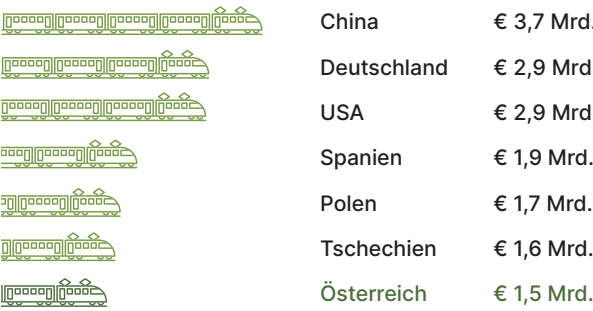 China € 3,7 Mrd.
Deutschland € 2,9 Mrd
USA € 2,9 Mrd
Spanien € 1,9 Mrd.
Polen € 1,7 Mrd.
Tschechien € 1,6 Mrd.
Österreich € 1,5 Mrd.